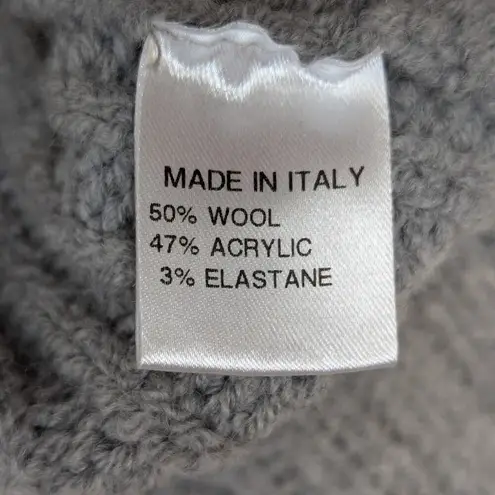 MADE IN ITALY
50% WOOL
47% ACRYLIC
3% ELASTANE